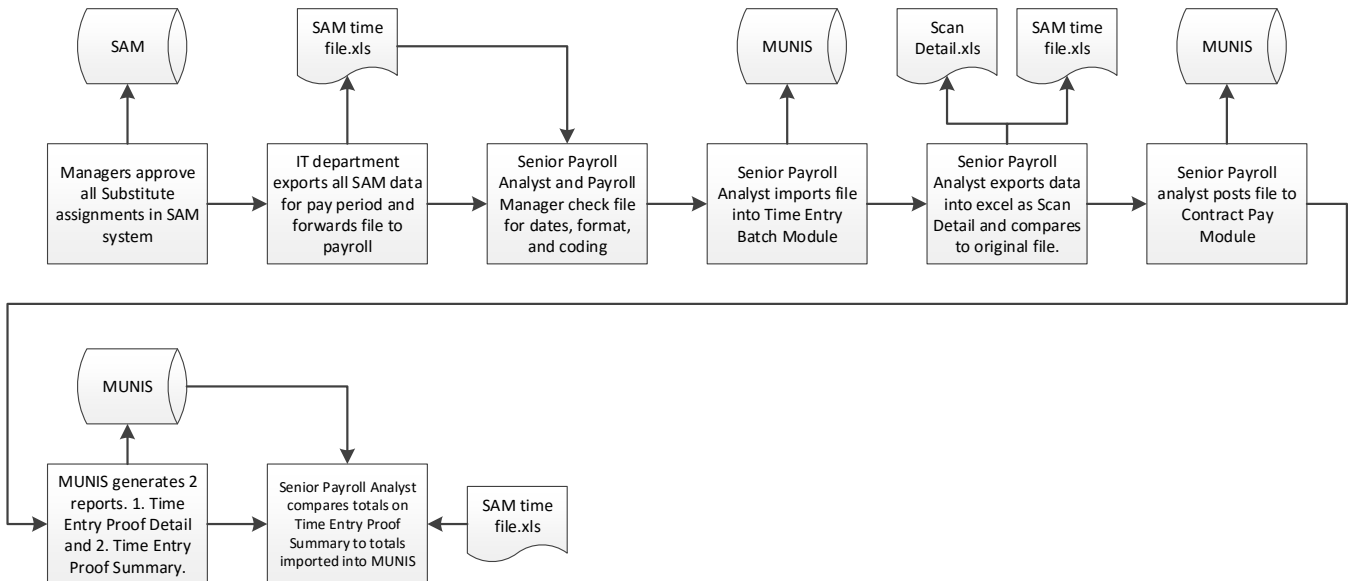 SAM
SAM time
file.xls
MUNIS
Scan
Detail.xls
SAM time
file.xls
MUNIS
Managers approve
all Substitute
assignments in SAM
system
IT department
exports all SAM data
for pay period and
forwards file to
payroll
Senior Payroll
Analyst and Payroll
Manager check file
for dates, format,
and coding
Senior Payroll
Analyst imports file
into Time Entry
Batch Module
Senior Payroll
Analyst exports data
into excel as Scan
Detail and compares
to original file.
Senior Payroll
analyst posts file to
Contract Pay
Module
MUNIS
MUNIS generates 2
reports. 1. Time
Entry Proof Detail
and 2. Time Entry
Proof Summary.
Senior Payroll Analyst
compares totals on
Time Entry Proof
Summary to totals
imported into MUNIS
SAM time
file.xls